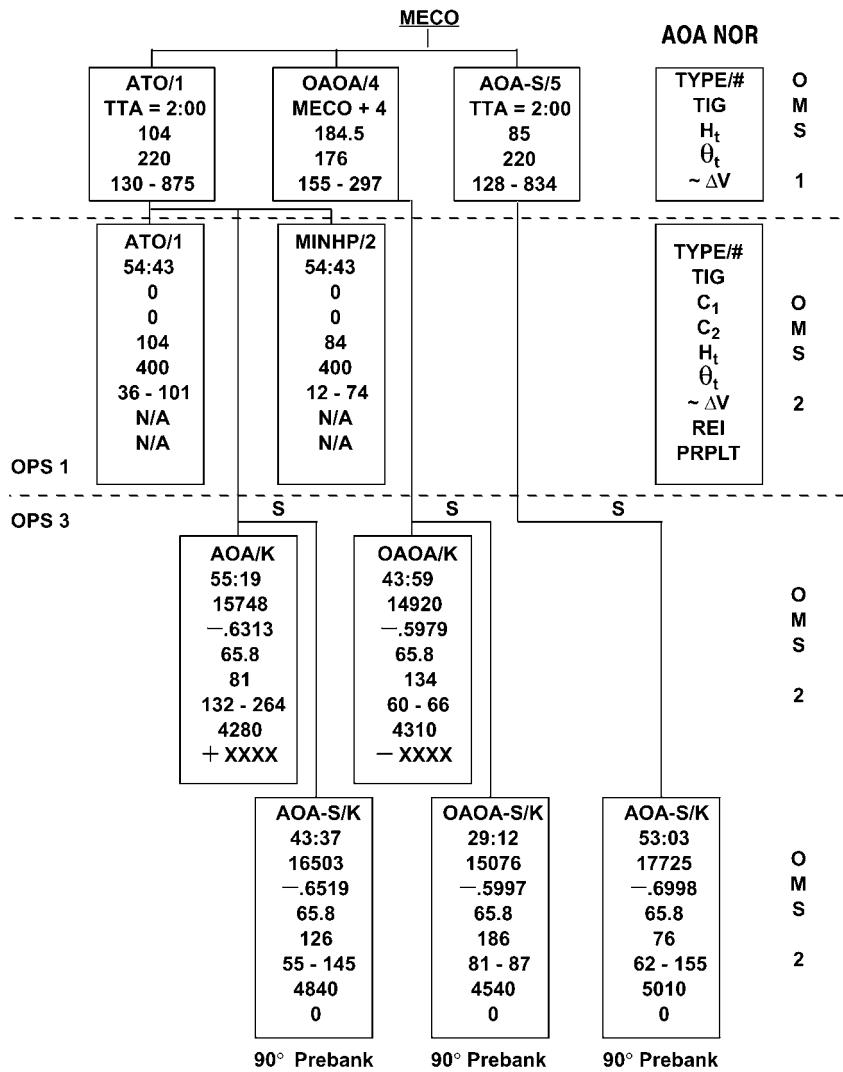 MECO
AOA NOR
ATO/1
TTA = 2:00
104
220
130 - 875
OAOA/4
MECO + 4
184.5
176
155 - 297
AOA-S/5
TTA = 2:00
85
220
128 - 834
TYPE/#
TIG
Ht
θt
~ ΔV
O
M
S
1
ATO/1
54:43
0
0
104
400
36 - 101
N/A
N/A
MINHP/2
54:43
0
0
84
400
12 - 74
N/A
N/A
TYPE/#
TIG
C1
C2
Ht
θt
~ ΔV
REI
PRPLT
O
M
S
2
OPS 1
OPS 3
S
S
S
AOA/K
55:19
15748
—.6313
65.8
81
132 - 264
4280
+ XXXX
OAOA/K
43:59
14920
—.5979
65.8
134
60 - 66
4310
— XXXX
O
M
S
2
AOA-S/K
43:37
16503
—.6519
65.8
126
55 - 145
4840
0
90° Prebank
OAOA-S/K
29:12
15076
—.5997
65.8
186
81 - 87
4540
0
90° Prebank
AOA-S/K
53:03
17725
—.6998
65.8
76
62 - 155
5010
0
90° Prebank
O
M
S
2